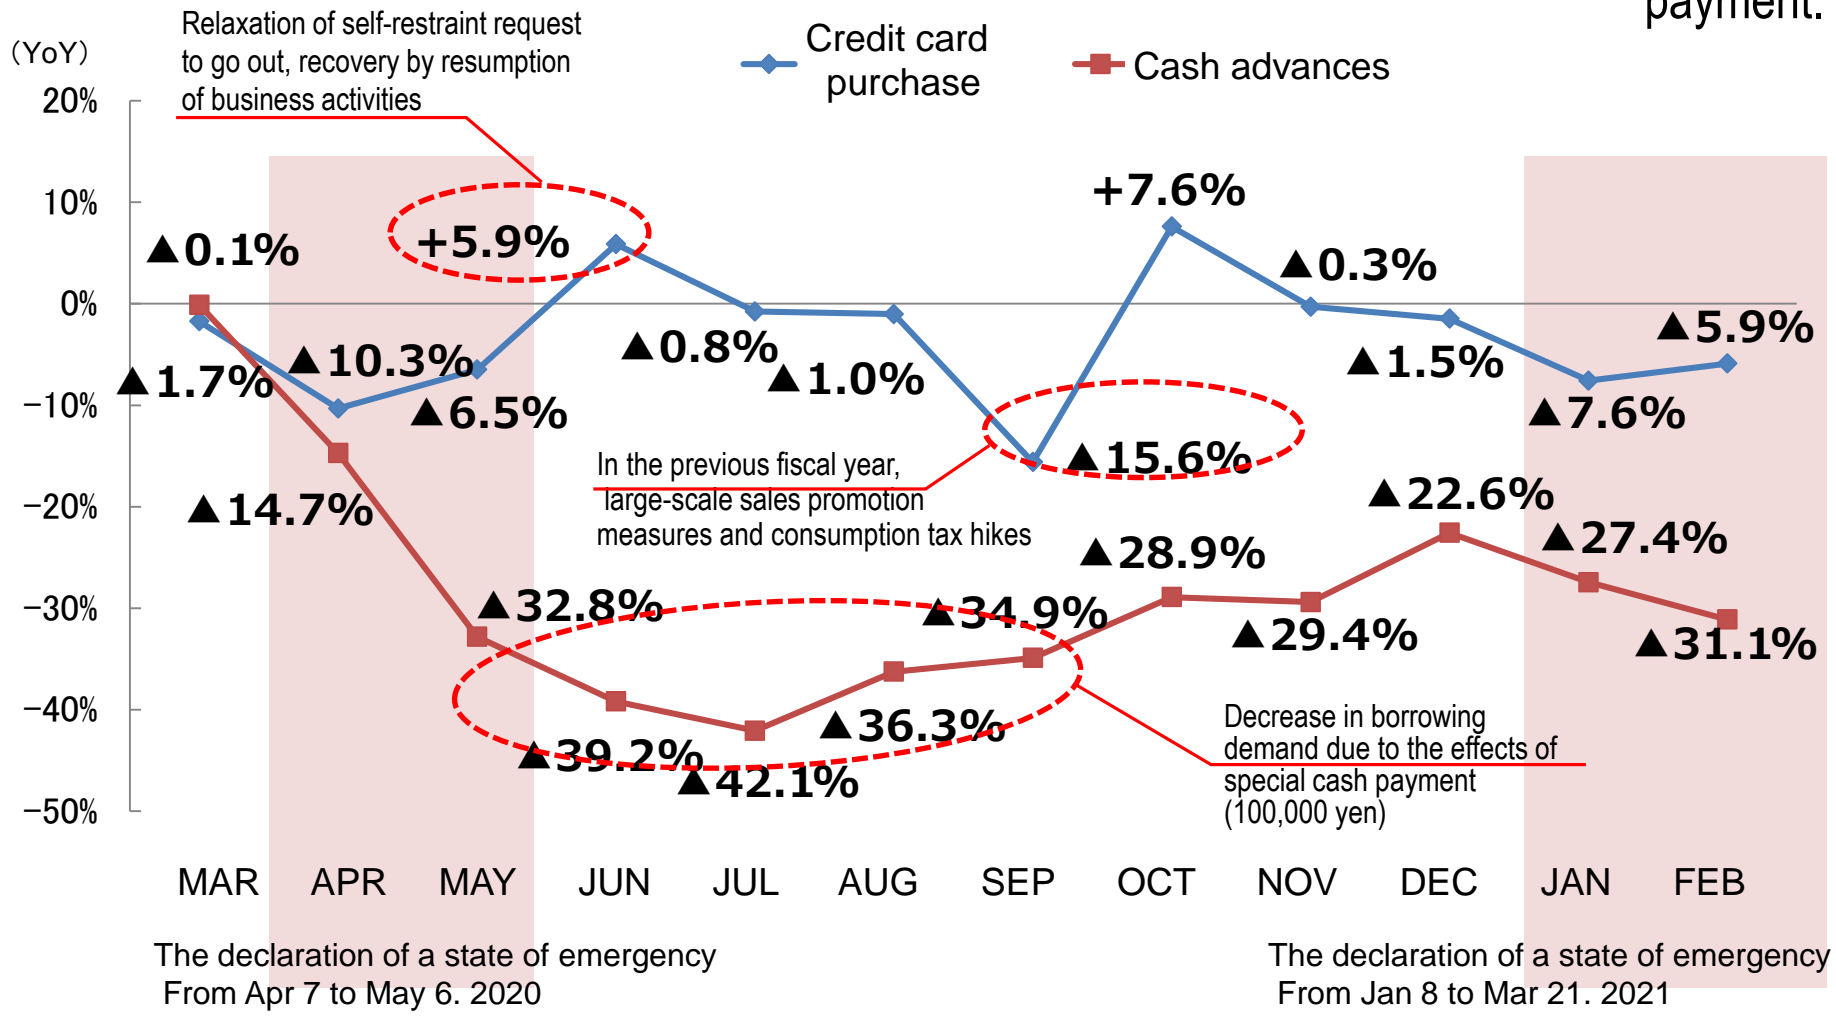 payment.
Relaxation of self-restraint request
to go out, recovery by resumption
of business activities
(YoY)
Credit card
purchase
Cash advances
20%
10%
0%
−10%
−20%
−30%
−40%
−50%
▲0.1%
▲1.7%
▲10.3%
▲14.7%
▲6.5%
▲32.8%
+5.9%
▲39.2%
▲0.8%
▲42.1%
▲1.0%
▲36.3%
▲15.6%
▲34.9%
+7.6%
▲28.9%
▲0.3%
▲29.4%
▲1.5%
▲22.6%
▲7.6%
▲27.4%
▲5.9%
▲31.1%
In the previous fiscal year,
large-scale sales promotion
measures and consumption tax hikes
Decrease in borrowing
demand due to the effects of
special cash payment
(100,000 yen)
MAR APR MAY JUN JUL AUG SEP OCT NOV DEC JAN FEB
The declaration of a state of emergency
From Apr 7 to May 6. 2020
The declaration of a state of emergency
From Jan 8 to Mar 21. 2021